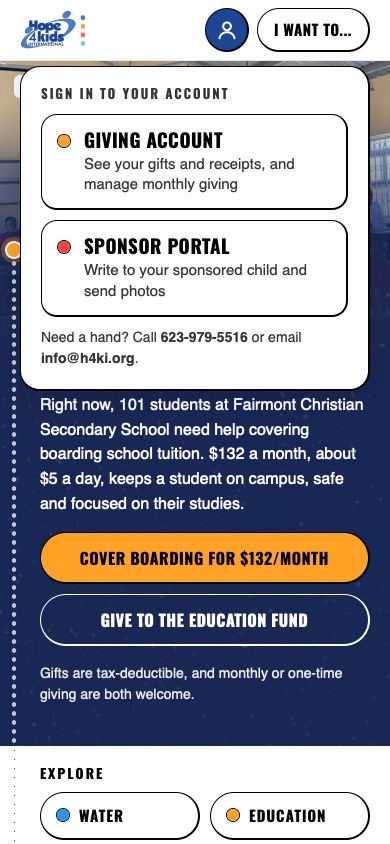 Hope
4 Kids
INTERNATIONAL
I WANT TO...
SIGN IN TO YOUR ACCOUNT
GIVING ACCOUNT
See your gifts and receipts, and
manage monthly giving
SPONSOR PORTAL
Write to your sponsored child and
send photos
Need a hand? Call 623-979-5516 or email
info@h4ki.org.
Right now, 101 students at Fairmont Christian
Secondary School need help covering
boarding school tuition. $132 a month, about
$5 a day, keeps a student on campus, safe
and focused on their studies.
COVER BOARDING FOR $132/MONTH
GIVE TO THE EDUCATION FUND
Gifts are tax-deductible, and monthly or one-time
giving are both welcome.
EXPLORE
WATER
EDUCATION